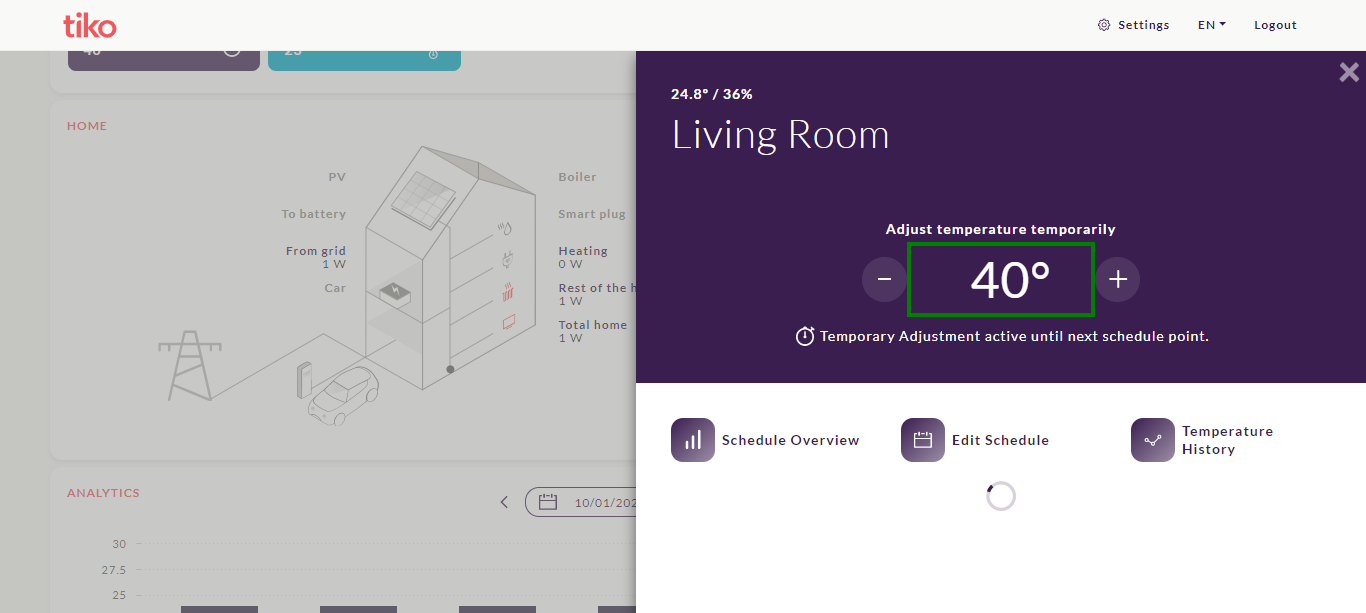 tiko
Settings
EN
Logout
24.8° / 36%
Living Room
Adjust temperature temporarily
−
40°
+
Temporary Adjustment active until next schedule point.
Schedule Overview
Edit Schedule
Temperature
History
HOME
PV
To battery
From grid
1 W
Car
Boiler
Smart plug
Heating
0 W
Rest of the h
1 W
Total home
1 W
ANALYTICS
10/01/202
30
27.5
25